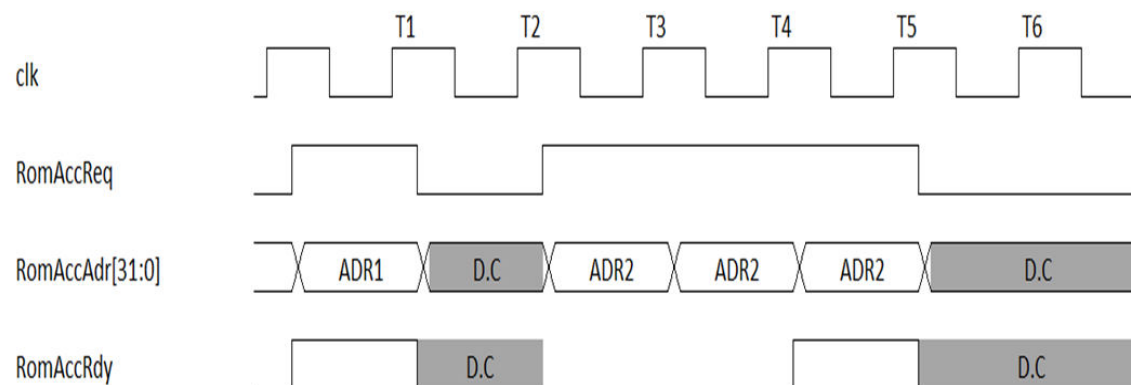 T1 T2 T3 T4 T5 T6
clk
RomAccReq
RomAccAdr[31:0] ADR1 D.C ADR2 ADR2 ADR2 D.C
RomAccRdy D.C D.C